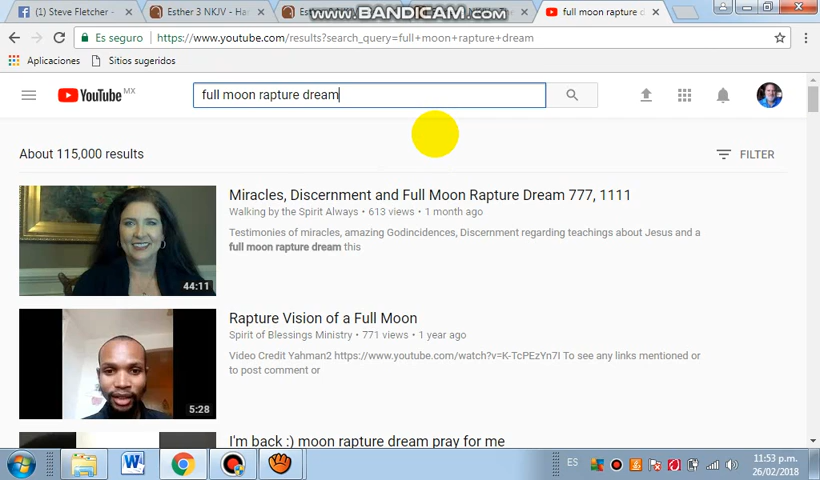 (1) Steve Fletcher -
Esther 3 NKJV - Ha
Esther
full moon rapture d
WWW.BANDICAM.COM
Es seguro
https://www.youtube.com/results?search_query=full+moon+rapture+dream
Aplicaciones
Sitios sugeridos
YouTube MX
full moon rapture dream
About 115,000 results
FILTER
Miracles, Discernment and Full Moon Rapture Dream 777, 1111
Walking by the Spirit Always • 613 views • 1 month ago
Testimonies of miracles, amazing Godincidences, Discernment regarding teachings about Jesus and a
full moon rapture dream this
44:11
Rapture Vision of a Full Moon
Spirit of Blessings Ministry • 771 views • 1 year ago
Video Credit Yahman2 https://www.youtube.com/watch?v=K-TcPEzYn7I To see any links mentioned or
to post comment or
5:28
I'm back :) moon rapture dream pray for me
ES
11:53 p.m.
26/02/2018